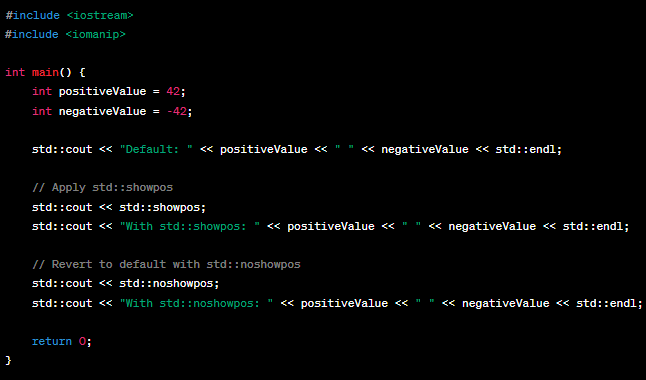 #include <iostream>
#include <iomanip>
int main() {
int positiveValue = 42;
int negativeValue = -42;
std::cout << "Default: " << positiveValue << " " << negativeValue << std::endl;
// Apply std::showpos
std::cout << std::showpos;
std::cout << "With std::showpos: " << positiveValue << " " << negativeValue << std::endl;
// Revert to default with std::noshowpos
std::cout << std::noshowpos;
std::cout << "With std::noshowpos: " << positiveValue << " " << negativeValue << std::endl;
return 0;
}